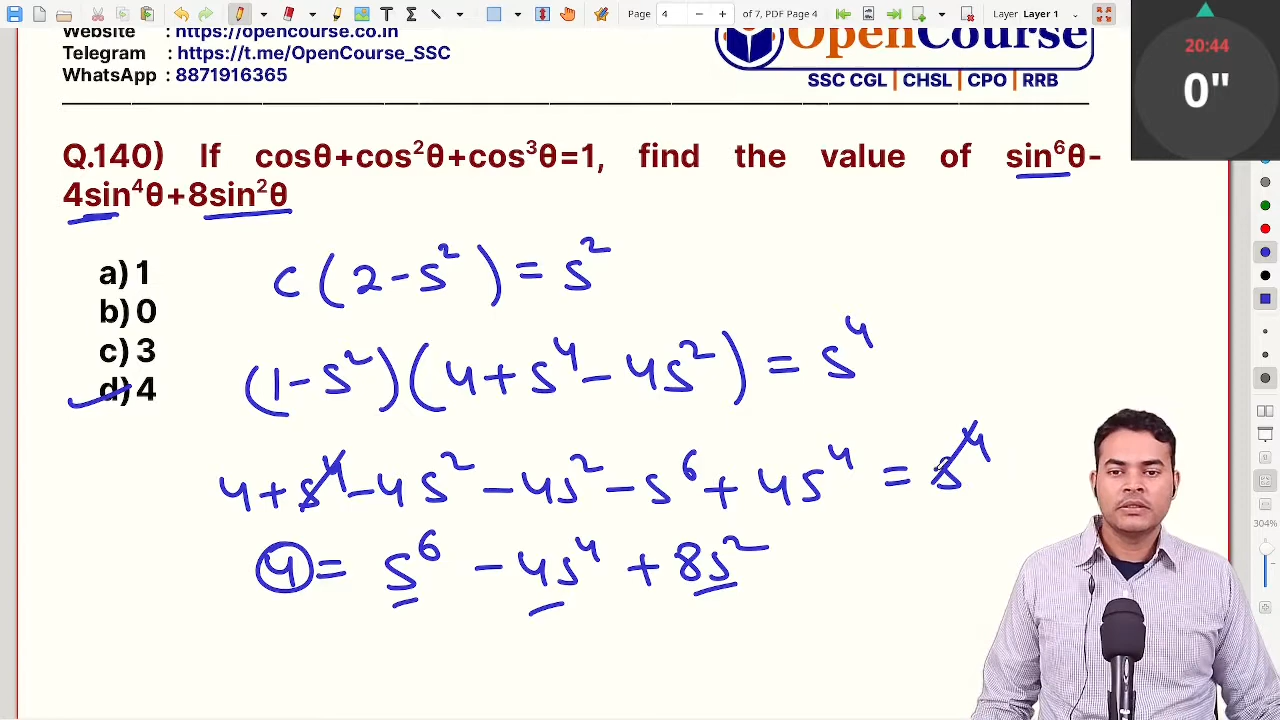 Page 4 of 7 PDF Page 4 Layer Layer 1
Website : https://opencourse.co.in
Telegram : https://t.me/OpenCourse_SSC
WhatsApp : 8871916365
OpenCourse
SSC CGL | CHSL | CPO | RRB
20:44
0"
Q.140) If cosθ+cos²θ+cos³θ=1, find the value of sin⁶θ-
4sin⁴θ+8sin²θ
a) 1
b) 0
c) 3
d) 4
c(2-s²)=s²
(1-s²)(4+s⁴-4s²)=s⁴
4+s⁴-4s²-4s²-s⁶+4s⁴=s⁴
4=s⁶-4s⁴+8s²
304%